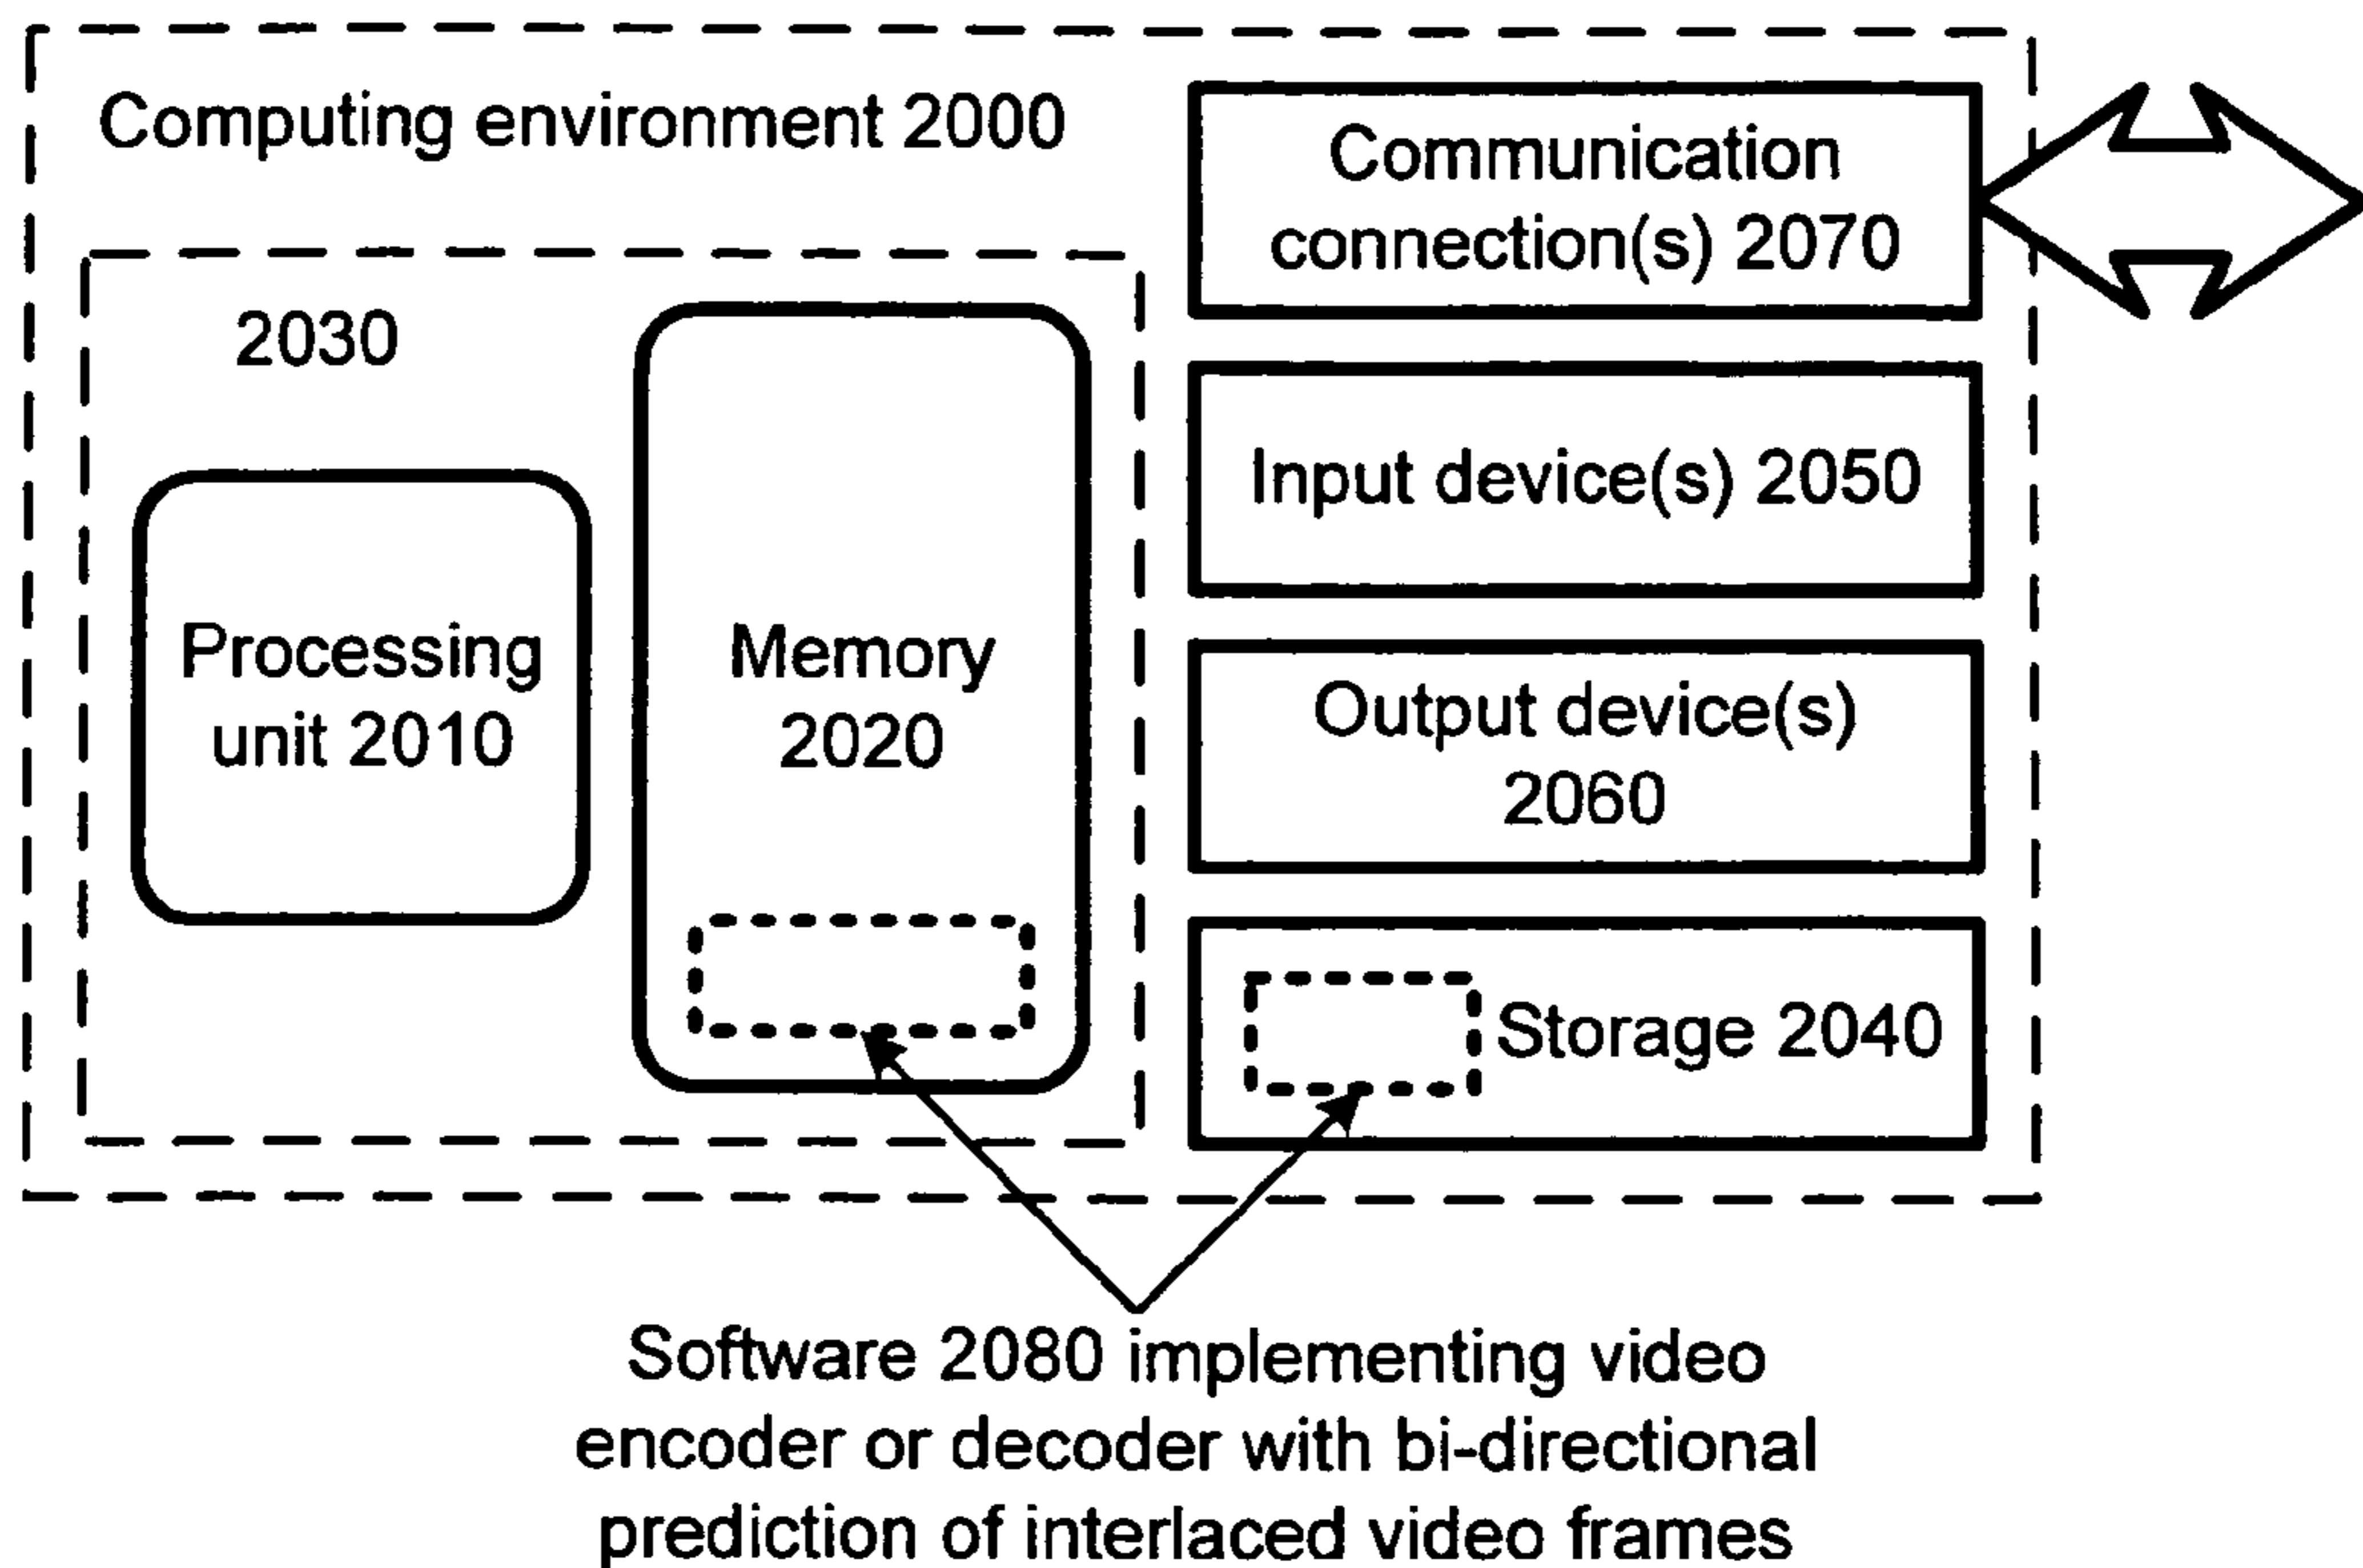 Computing environment 2000
2030
Processing
unit 2010
Memory
2020
Communication
connection(s) 2070
Input device(s) 2050
Output device(s)
2060
Storage 2040
Software 2080 implementing video
encoder or decoder with bi-directional
prediction of interlaced video frames